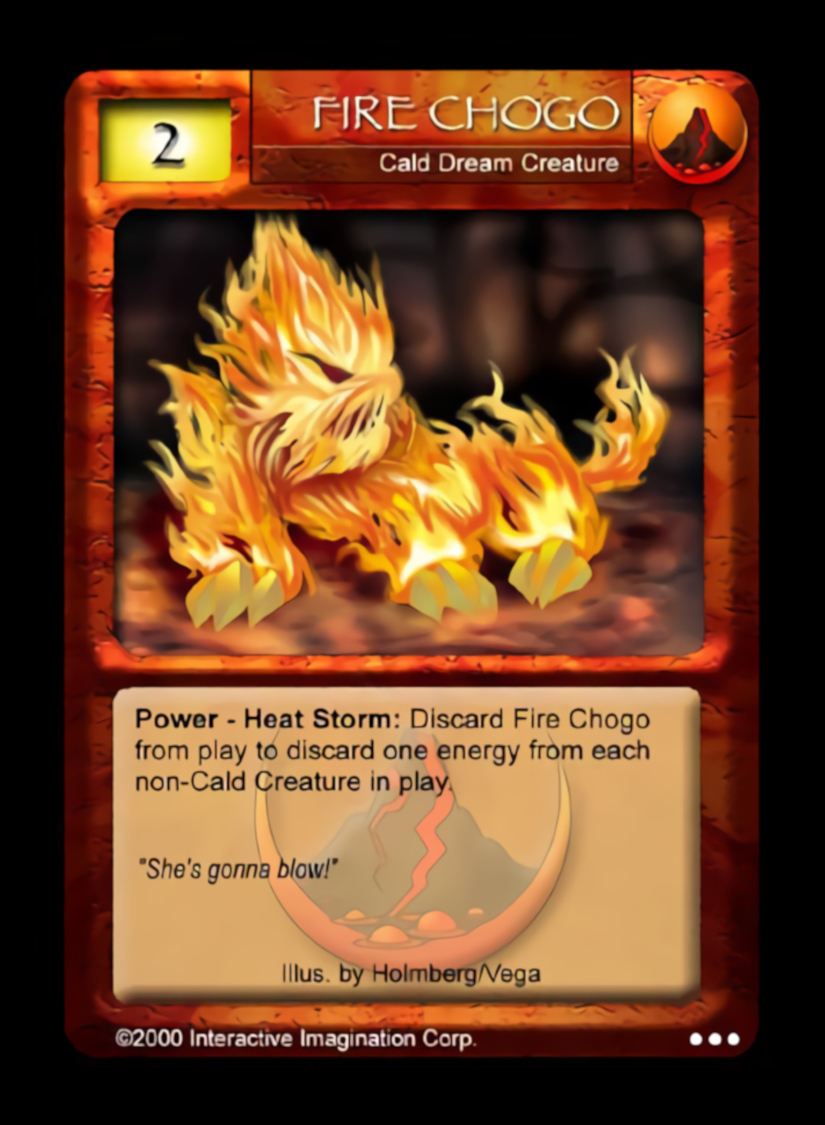 2
FIRE CHOGO
Cald Dream Creature
Power - Heat Storm: Discard Fire Chogo
from play to discard one energy from each
non-Cald Creature in play.
"She's gonna blow!"
Illus. by Holmberg/Vega
©2000 Interactive Imagination Corp.